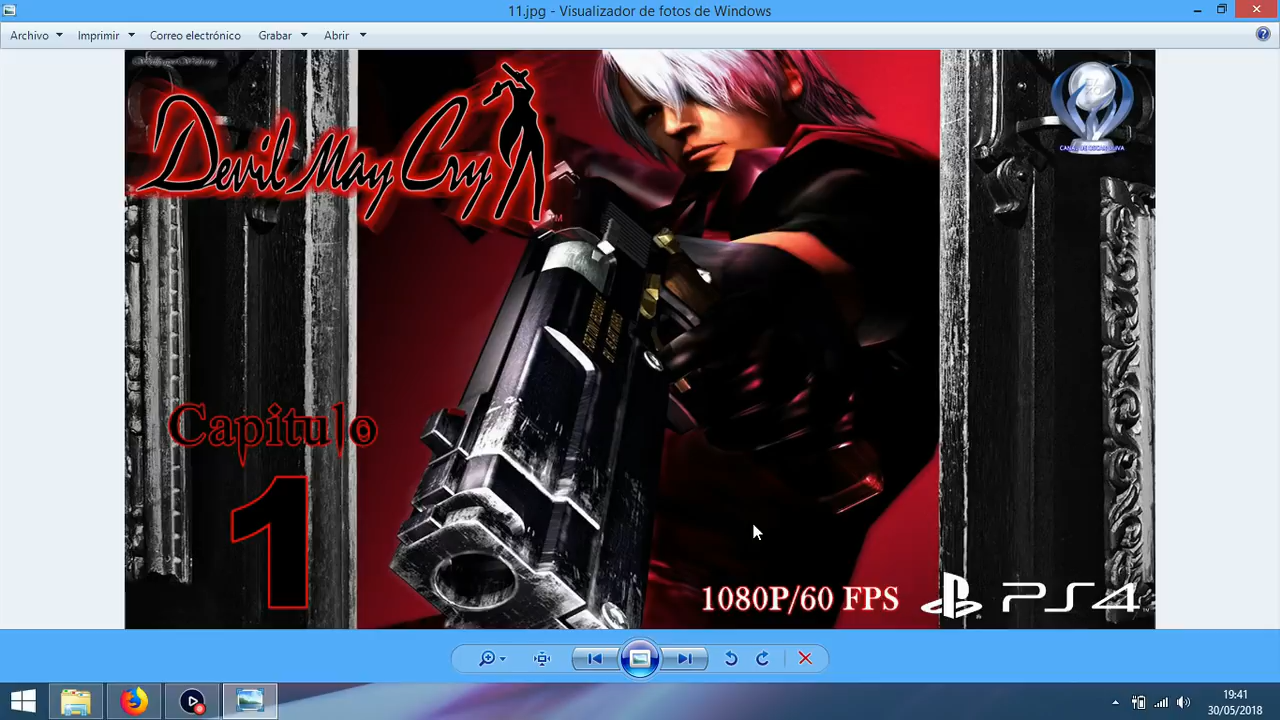 11.jpg - Visualizador de fotos de Windows
Archivo Imprimir Correo electrónico Grabar Abrir
Devil May Cry
TM
Capitulo
1
1080P/60 FPS
PS4
19:41
30/05/2018